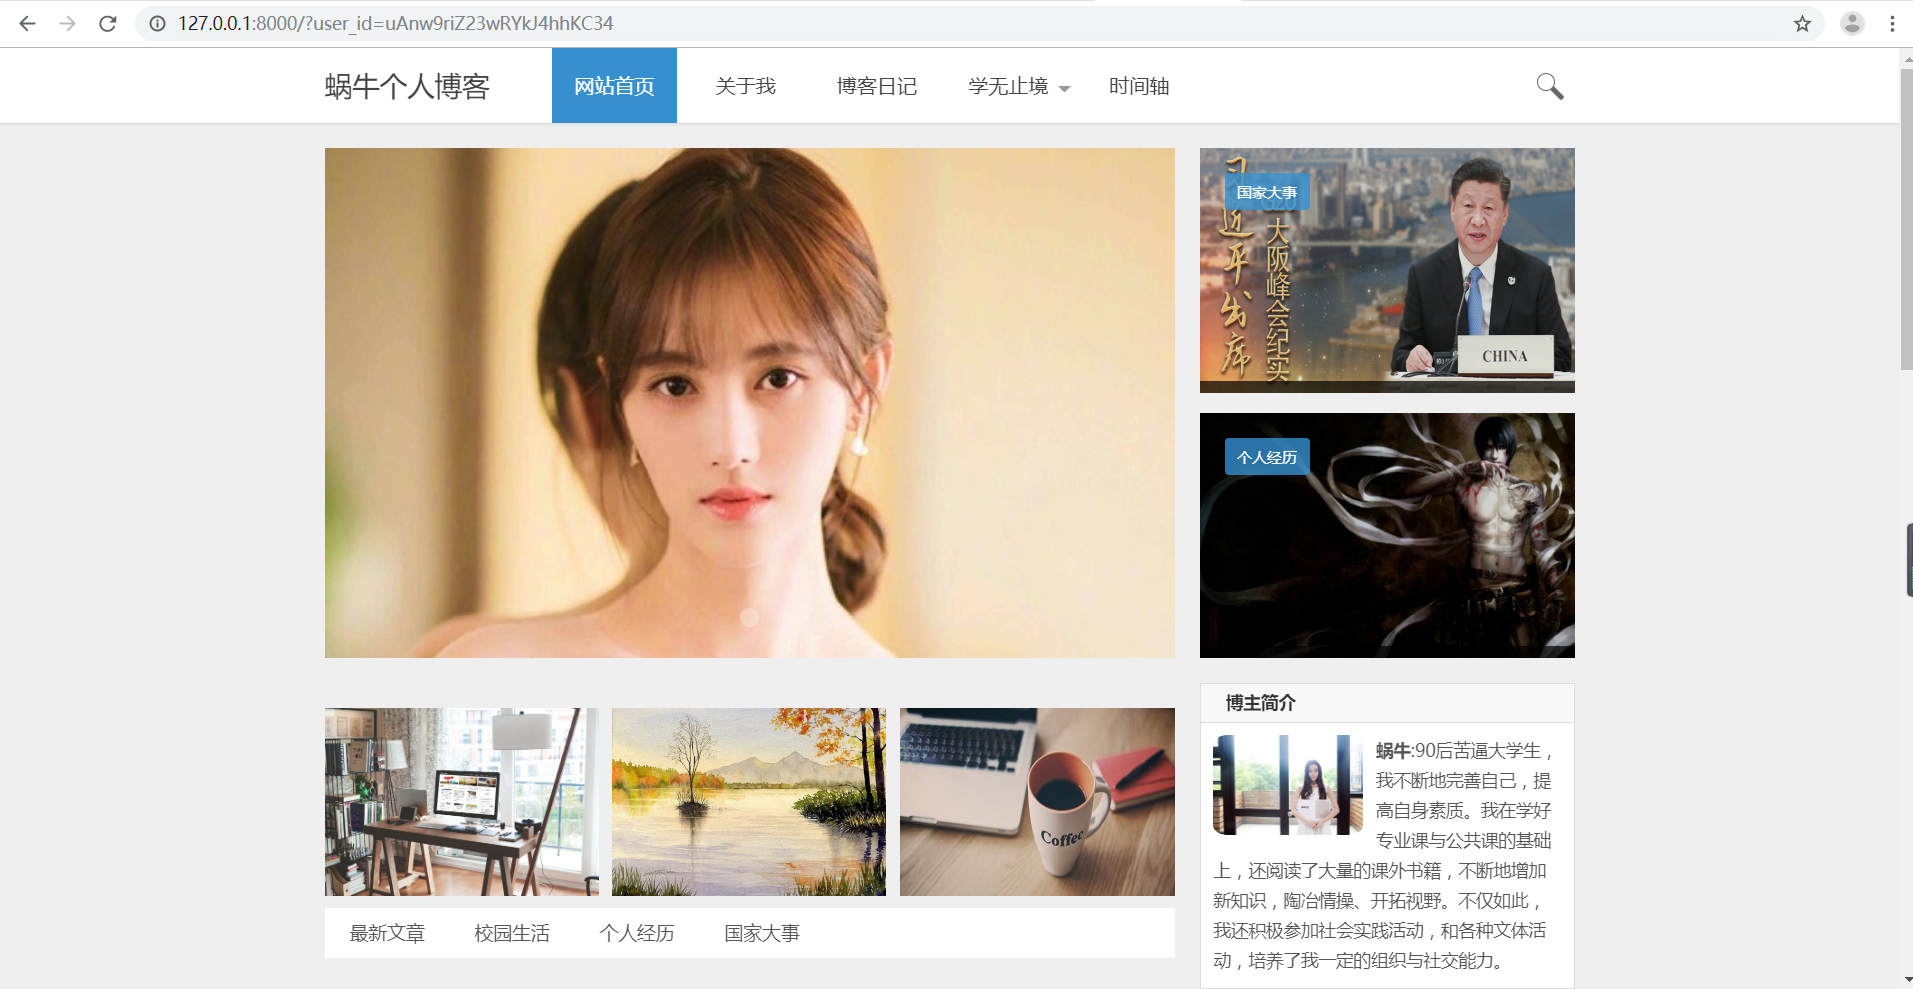 127.0.0.1:8000/?user_id=uAnw9riZ23wRYkJ4hhKC34
蜗牛个人博客
网站首页
关于我
博客日记
学无止境
时间轴
国家大事
习近平出席
G20大阪峰会纪实
CHINA
个人经历
Coffee
最新文章
校园生活
个人经历
国家大事
博主简介
蜗牛:90后苦逼大学生，
我不断地完善自己，提
高自身素质。我在学好
专业课与公共课的基础
上，还阅读了大量的课外书籍，不断地增加
新知识，陶冶情操、开拓视野。不仅如此，
我还积极参加社会实践活动，和各种文体活
动，培养了我一定的组织与社交能力。